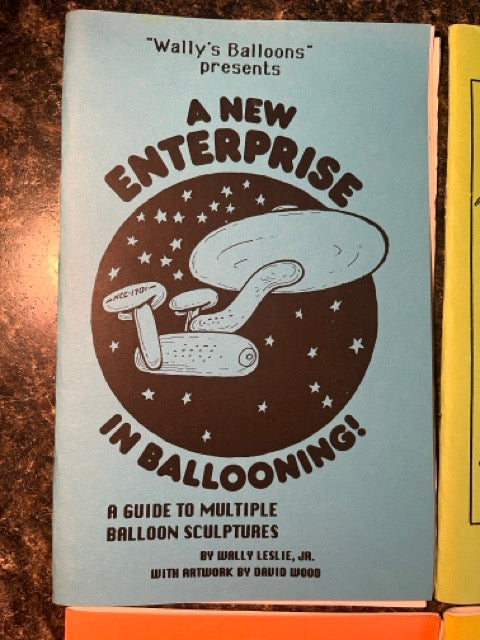 "Wally's Balloons"
presents
A NEW
ENTERPRISE
NCC-1701
IN BALLOONING!
A GUIDE TO MULTIPLE
BALLOON SCULPTURES
BY WALLY LESLIE, JR.
WITH ARTWORK BY DAVID WOOD